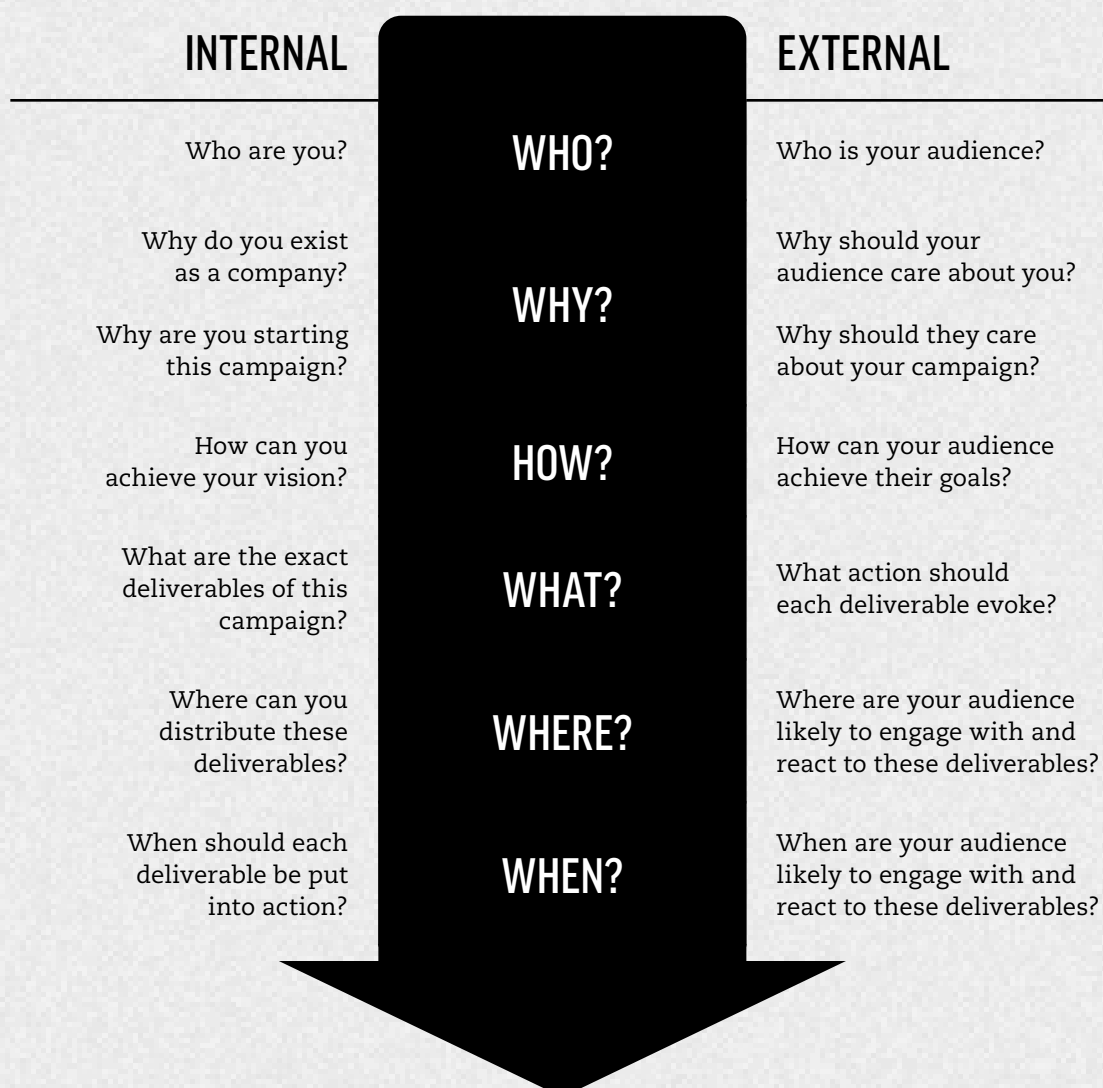 INTERNAL
EXTERNAL
Who are you?
WHO?
Who is your audience?
Why do you exist
as a company?
Why are you starting
this campaign?
WHY?
Why should your
audience care about you?
Why should they care
about your campaign?
How can you
achieve your vision?
HOW?
How can your audience
achieve their goals?
What are the exact
deliverables of this
campaign?
WHAT?
What action should
each deliverable evoke?
Where can you
distribute these
deliverables?
WHERE?
Where are your audience
likely to engage with and
react to these deliverables?
When should each
deliverable be put
into action?
WHEN?
When are your audience
likely to engage with and
react to these deliverables?